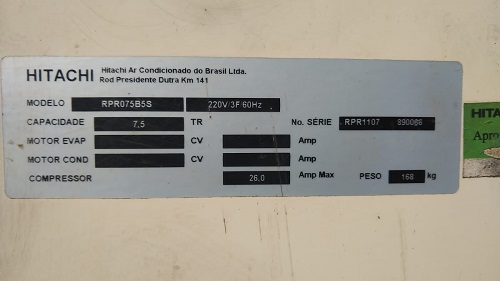 HITACHI Hitachi Ar Condicionado do Brasil Ltda.
Rod Presidente Dutra Km 141
MODELO RPR075B5S 220V/3F/60Hz
CAPACIDADE 7,5 TR No. SÉRIE RPR1107 890086
MOTOR EVAP CV Amp
MOTOR COND CV Amp
COMPRESSOR 26.0 Amp Max PESO 168 kg
HITA
Apro